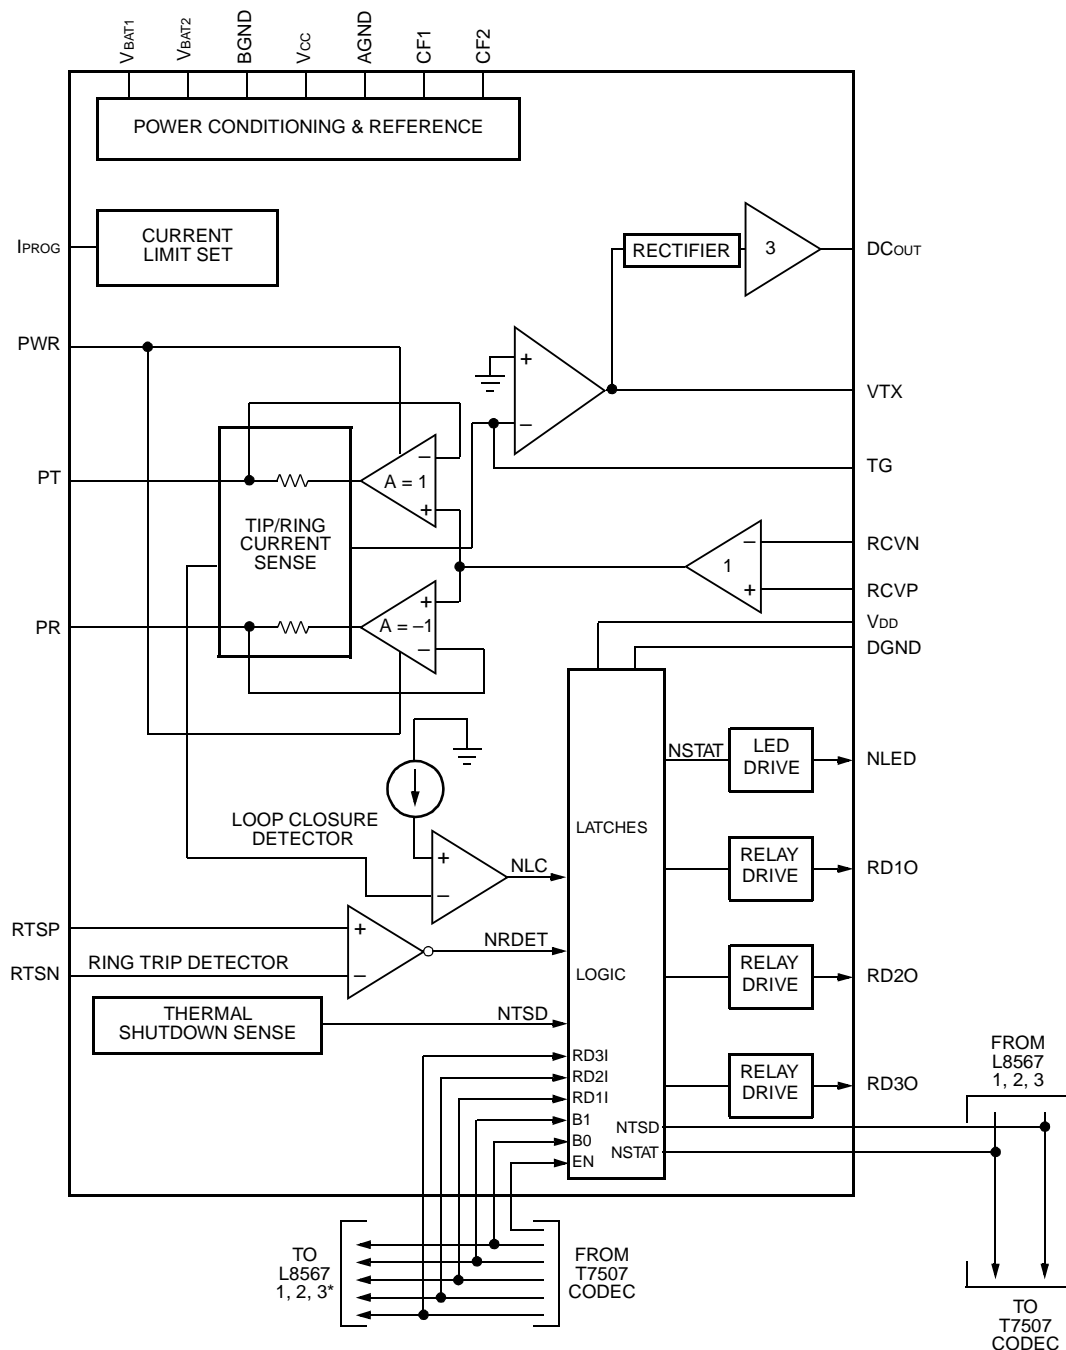 VBAT1
VBAT2
BGND
VCC
AGND
CF1
CF2
POWER CONDITIONING & REFERENCE
IPROG
CURRENT
LIMIT SET
RECTIFIER
3
DCOUT
PWR
+
–
VTX
TG
PT
–
A = 1
+
TIP/RING
CURRENT
SENSE
RCVN
–
1
+
RCVP
PR
+
A = –1
–
VDD
DGND
NSTAT
LED
DRIVE
NLED
LOOP CLOSURE
DETECTOR
LATCHES
+
–
NLC
RELAY
DRIVE
RD1O
RTSP
+
RTSN
RING TRIP DETECTOR
–
NRDET
LOGIC
RELAY
DRIVE
RD2O
THERMAL
SHUTDOWN SENSE
NTSD
RD3I
RD2I
RD1I
B1
B0
EN
RELAY
DRIVE
RD3O
NTSD
NSTAT
FROM
L8567
1, 2, 3
TO
L8567
1, 2, 3*
FROM
T7507
CODEC
TO
T7507
CODEC